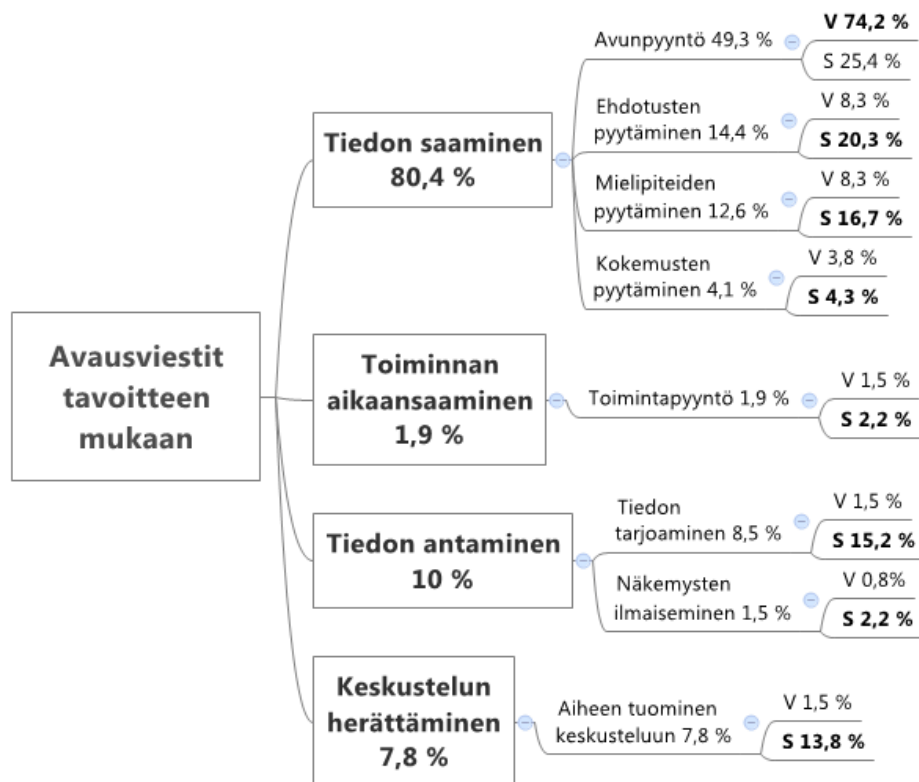 Avausviestit
tavoitteen
mukaan
Tiedon saaminen
80,4 %
Avunpyyntö 49,3 %
V 74,2 %
S 25,4 %
Ehdotusten
pyytäminen 14,4 %
V 8,3 %
S 20,3 %
Mielipiteiden
pyytäminen 12,6 %
V 8,3 %
S 16,7 %
Kokemusten
pyytäminen 4,1 %
V 3,8 %
S 4,3 %
Toiminnan
aikaansaaminen
1,9 %
Toimintapyyntö 1,9 %
V 1,5 %
S 2,2 %
Tiedon antaminen
10 %
Tiedon
tarjoaminen 8,5 %
V 1,5 %
S 15,2 %
Näkemysten
ilmaiseminen 1,5 %
V 0,8%
S 2,2 %
Keskustelun
herättäminen
7,8 %
Aiheen tuominen
keskusteluun 7,8 %
V 1,5 %
S 13,8 %